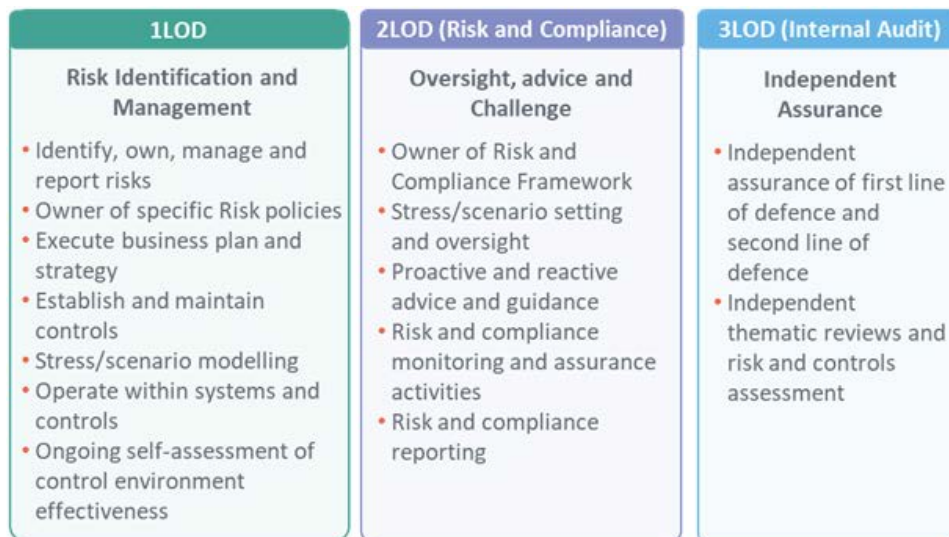 1LOD
Risk Identification and
Management
• Identify, own, manage and
report risks
• Owner of specific Risk policies
• Execute business plan and
strategy
• Establish and maintain
controls
• Stress/scenario modelling
• Operate within systems and
controls
• Ongoing self-assessment of
control environment
effectiveness
2LOD (Risk and Compliance)
Oversight, advice and
Challenge
• Owner of Risk and
Compliance Framework
• Stress/scenario setting
and oversight
• Proactive and reactive
advice and guidance
• Risk and compliance
monitoring and assurance
activities
• Risk and compliance
reporting
3LOD (Internal Audit)
Independent
Assurance
• Independent
assurance of first line
of defence and
second line of
defence
• Independent
thematic reviews and
risk and controls
assessment